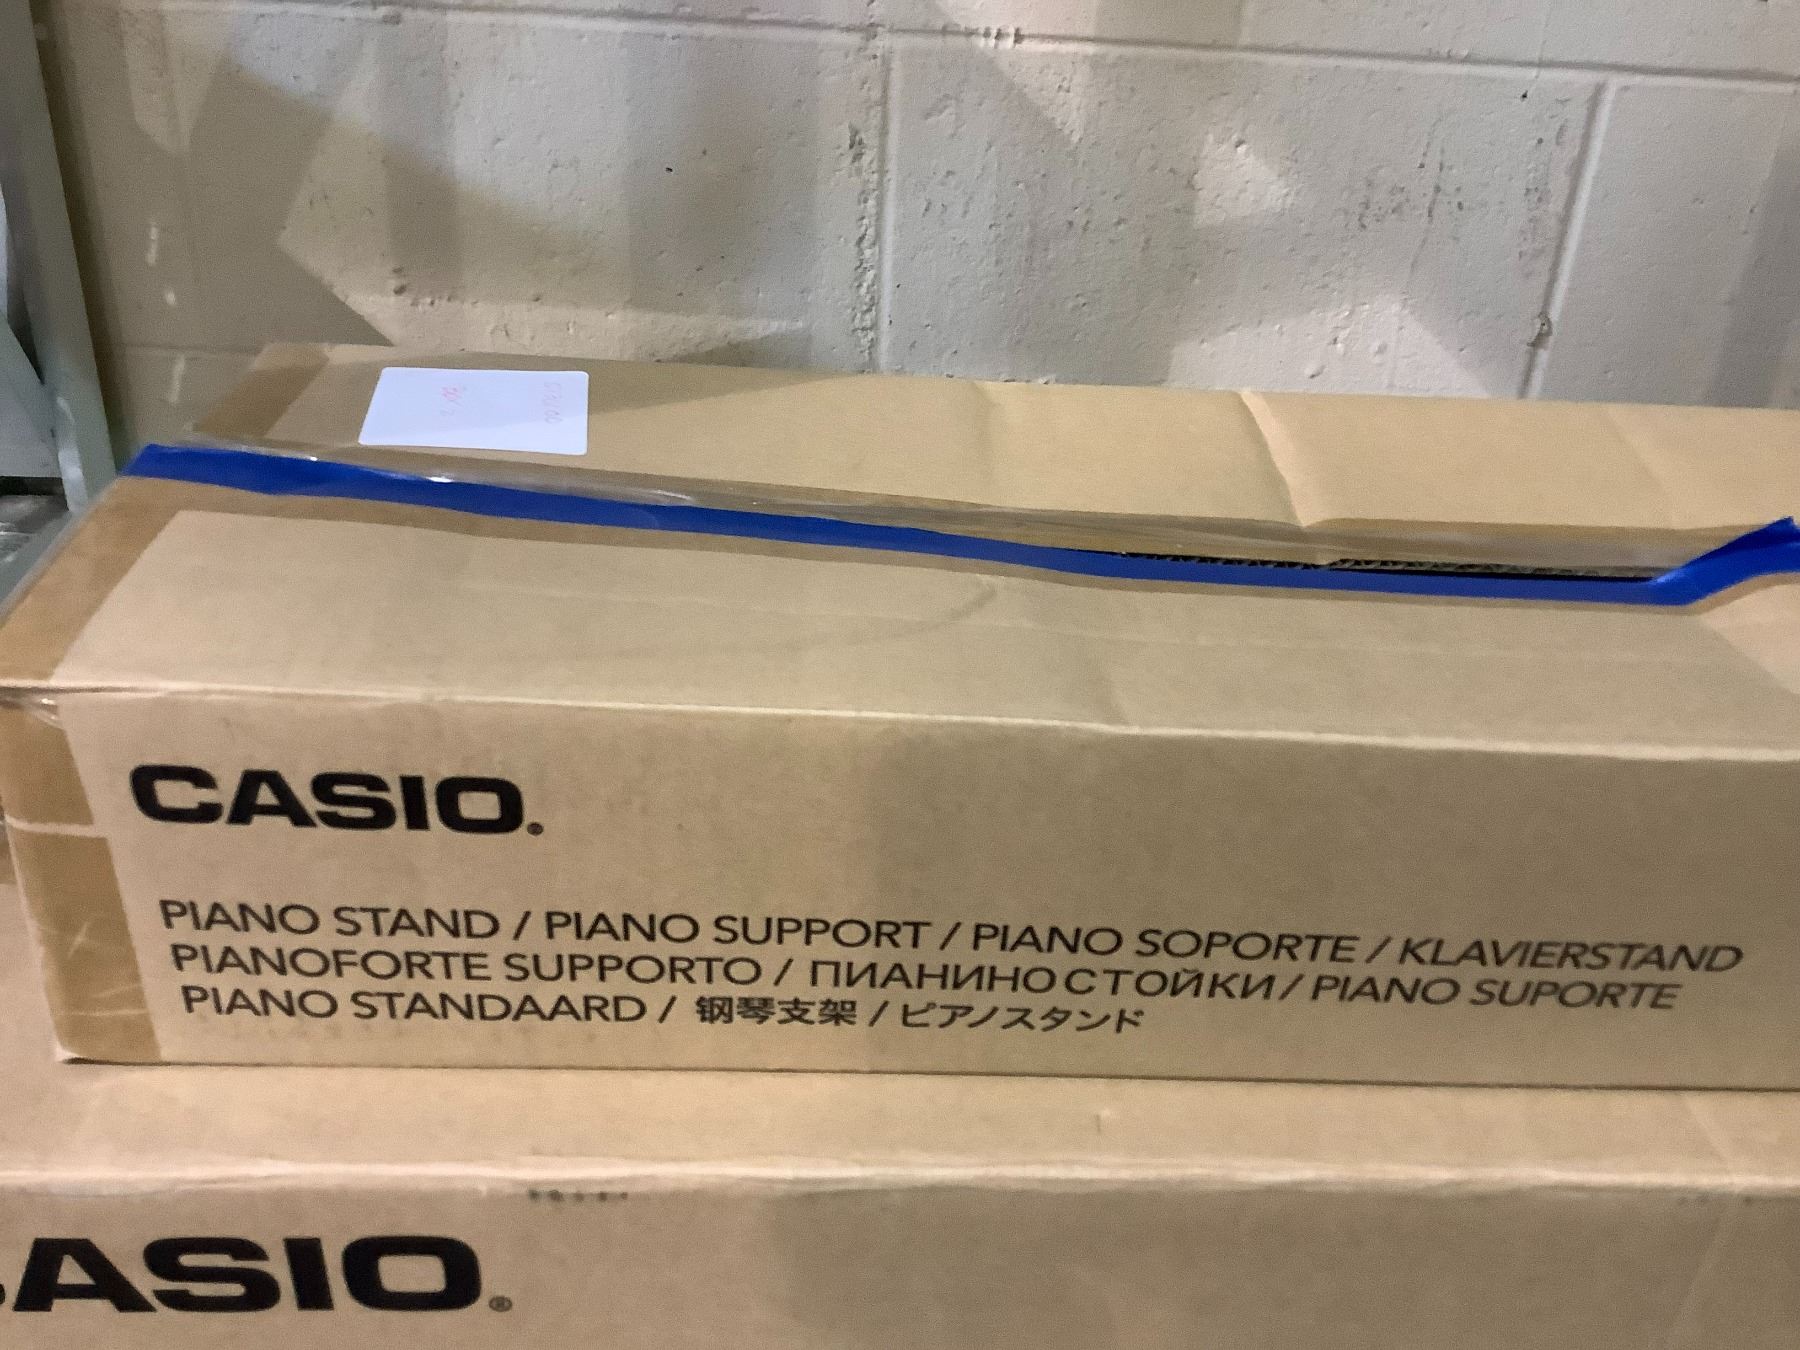 CASIO®
PIANO STAND / PIANO SUPPORT / PIANO SOPORTE / KLAVIERSTAND
PIANOFORTE SUPPORTO / ПИАНИНО СТОЙКИ / PIANO SUPORTE
PIANO STANDAARD / 钢琴支架 / ピアノスタンド
ASIO®